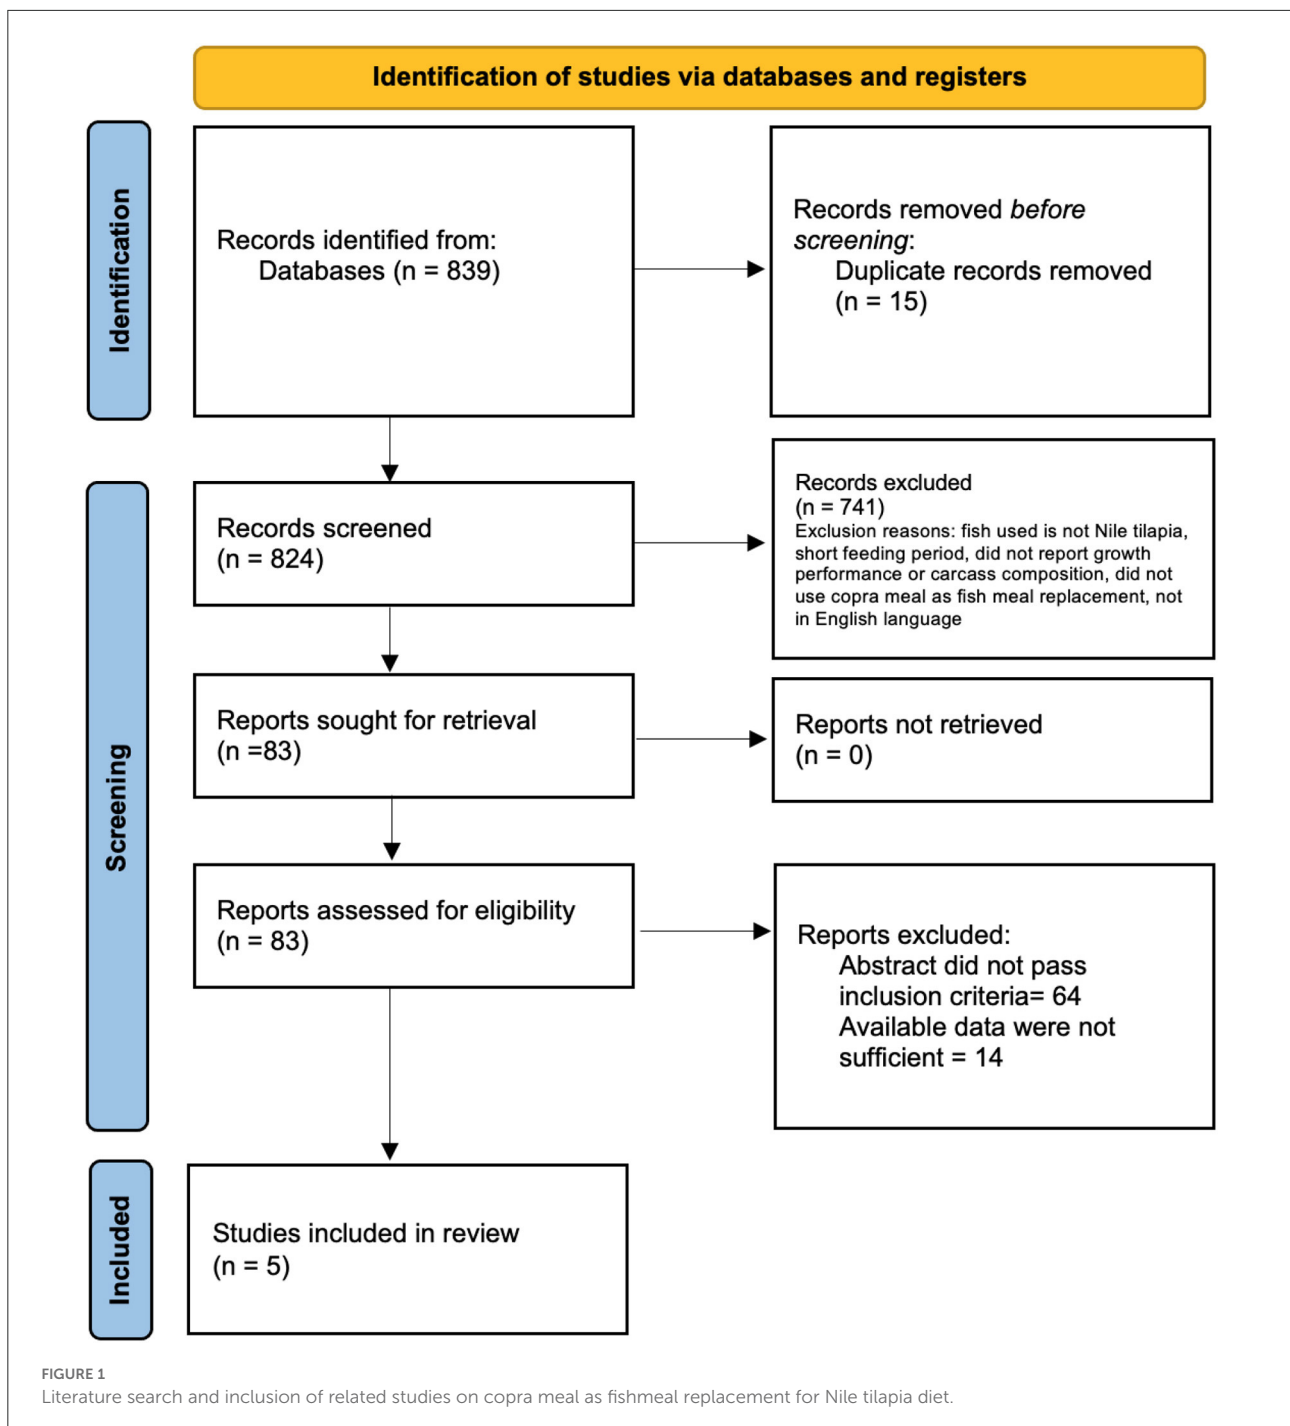 Identification of studies via databases and registers
Identification
Records identified from:
Databases (n = 839)
Records removed before
screening:
Duplicate records removed
(n = 15)
Screening
Records screened
(n = 824)
Records excluded
(n = 741)
Exclusion reasons: fish used is not Nile tilapia,
short feeding period, did not report growth
performance or carcass composition, did not
use copra meal as fish meal replacement, not
in English language
Reports sought for retrieval
(n =83)
Reports not retrieved
(n = 0)
Reports assessed for eligibility
(n = 83)
Reports excluded:
Abstract did not pass
inclusion criteria= 64
Available data were not
sufficient = 14
Included
Studies included in review
(n = 5)
FIGURE 1
Literature search and inclusion of related studies on copra meal as fishmeal replacement for Nile tilapia diet.